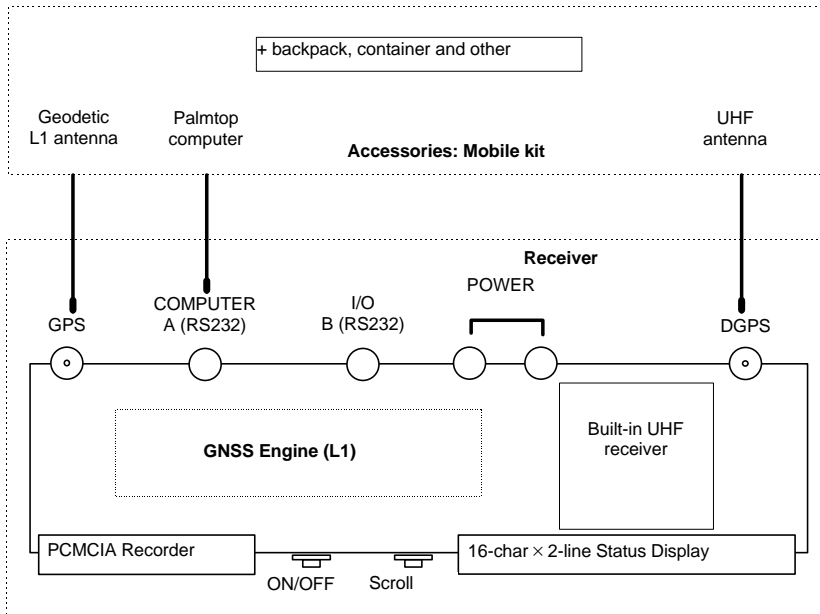 + backpack, container and other
Geodetic
L1 antenna
Palmtop
computer
UHF
antenna
Accessories: Mobile kit
Receiver
POWER
GPS
COMPUTER
A (RS232)
I/O
B (RS232)
DGPS
GNSS Engine (L1)
Built-in UHF
receiver
PCMCIA Recorder
16-char × 2-line Status Display
ON/OFF
Scroll